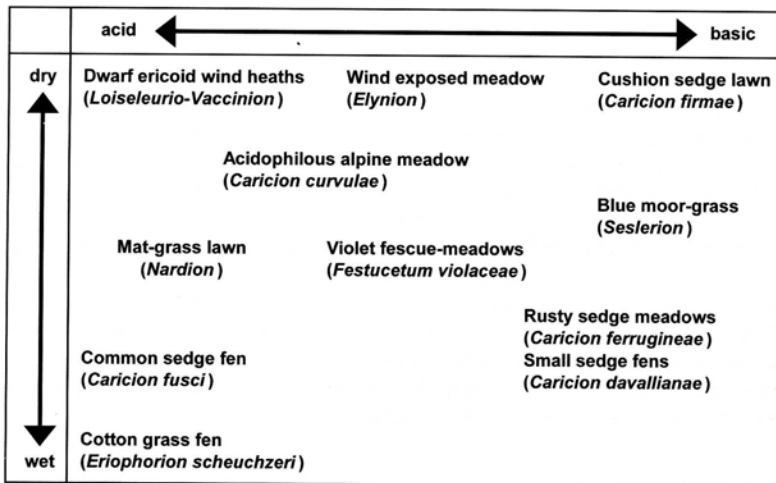 acid basic
dry Dwarf ericoid wind heaths Wind exposed meadow Cushion sedge lawn
(Loiseleurio-Vaccinion) (Elynion) (Caricion firmae)
Acidophilous alpine meadow
(Caricion curvulae)
Blue moor-grass
(Seslerion)
Mat-grass lawn Violet fescue-meadows
(Nardion) (Festucetum violaceae)
Rusty sedge meadows
(Caricion ferrugineae)
Common sedge fen Small sedge fens
(Caricion fusci) (Caricion davallianae)
Cotton grass fen
wet (Eriophorion scheuchzeri)